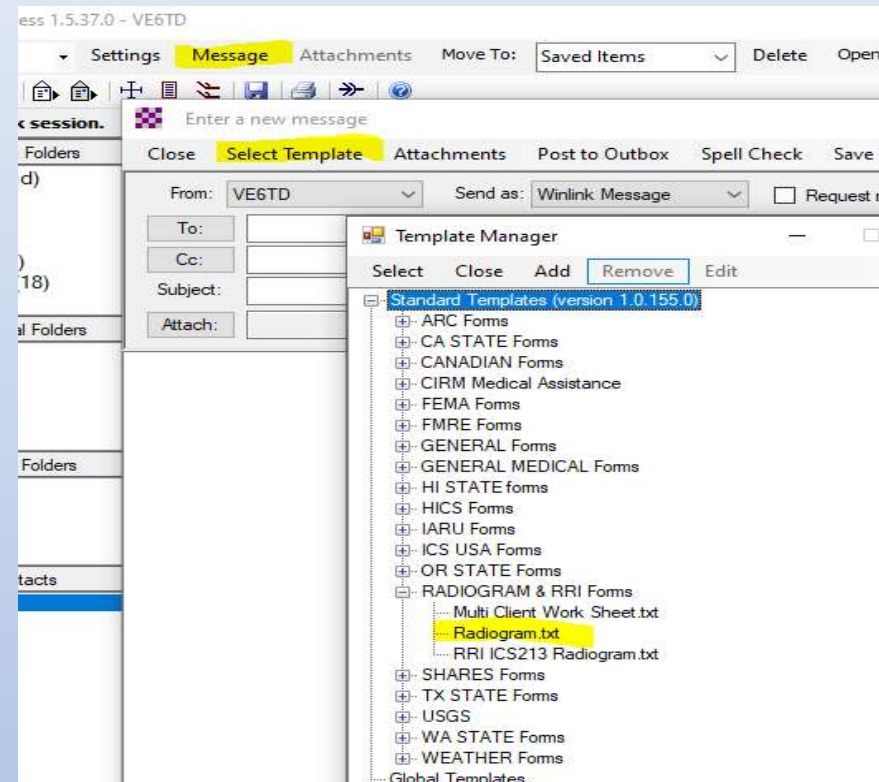 ess 1.5.37.0 - VE6TD
Settings Message Attachments Move To: Saved Items Delete Open
k session.
Enter a new message
Folders
Close Select Template Attachments Post to Outbox Spell Check Save
d)
From: VE6TD Send as: Winlink Message Request
To:
Template Manager
)
Cc:
18)
Select Close Add Remove Edit
Subject:
Standard Templates (version 1.0.155.0)
al Folders
Attach:
ARC Forms
CA STATE Forms
CANADIAN Forms
CIRM Medical Assistance
FEMA Forms
FMRE Forms
GENERAL Forms
Folders
GENERAL MEDICAL Forms
HI STATE forms
HICS Forms
IARU Forms
ICS USA Forms
tacts
OR STATE Forms
RADIOGRAM & RRI Forms
Multi Client Work Sheet.txt
Radiogram.txt
RRI ICS213 Radiogram.txt
SHARES Forms
TX STATE Forms
USGS
WA STATE Forms
WEATHER Forms
Global Templates